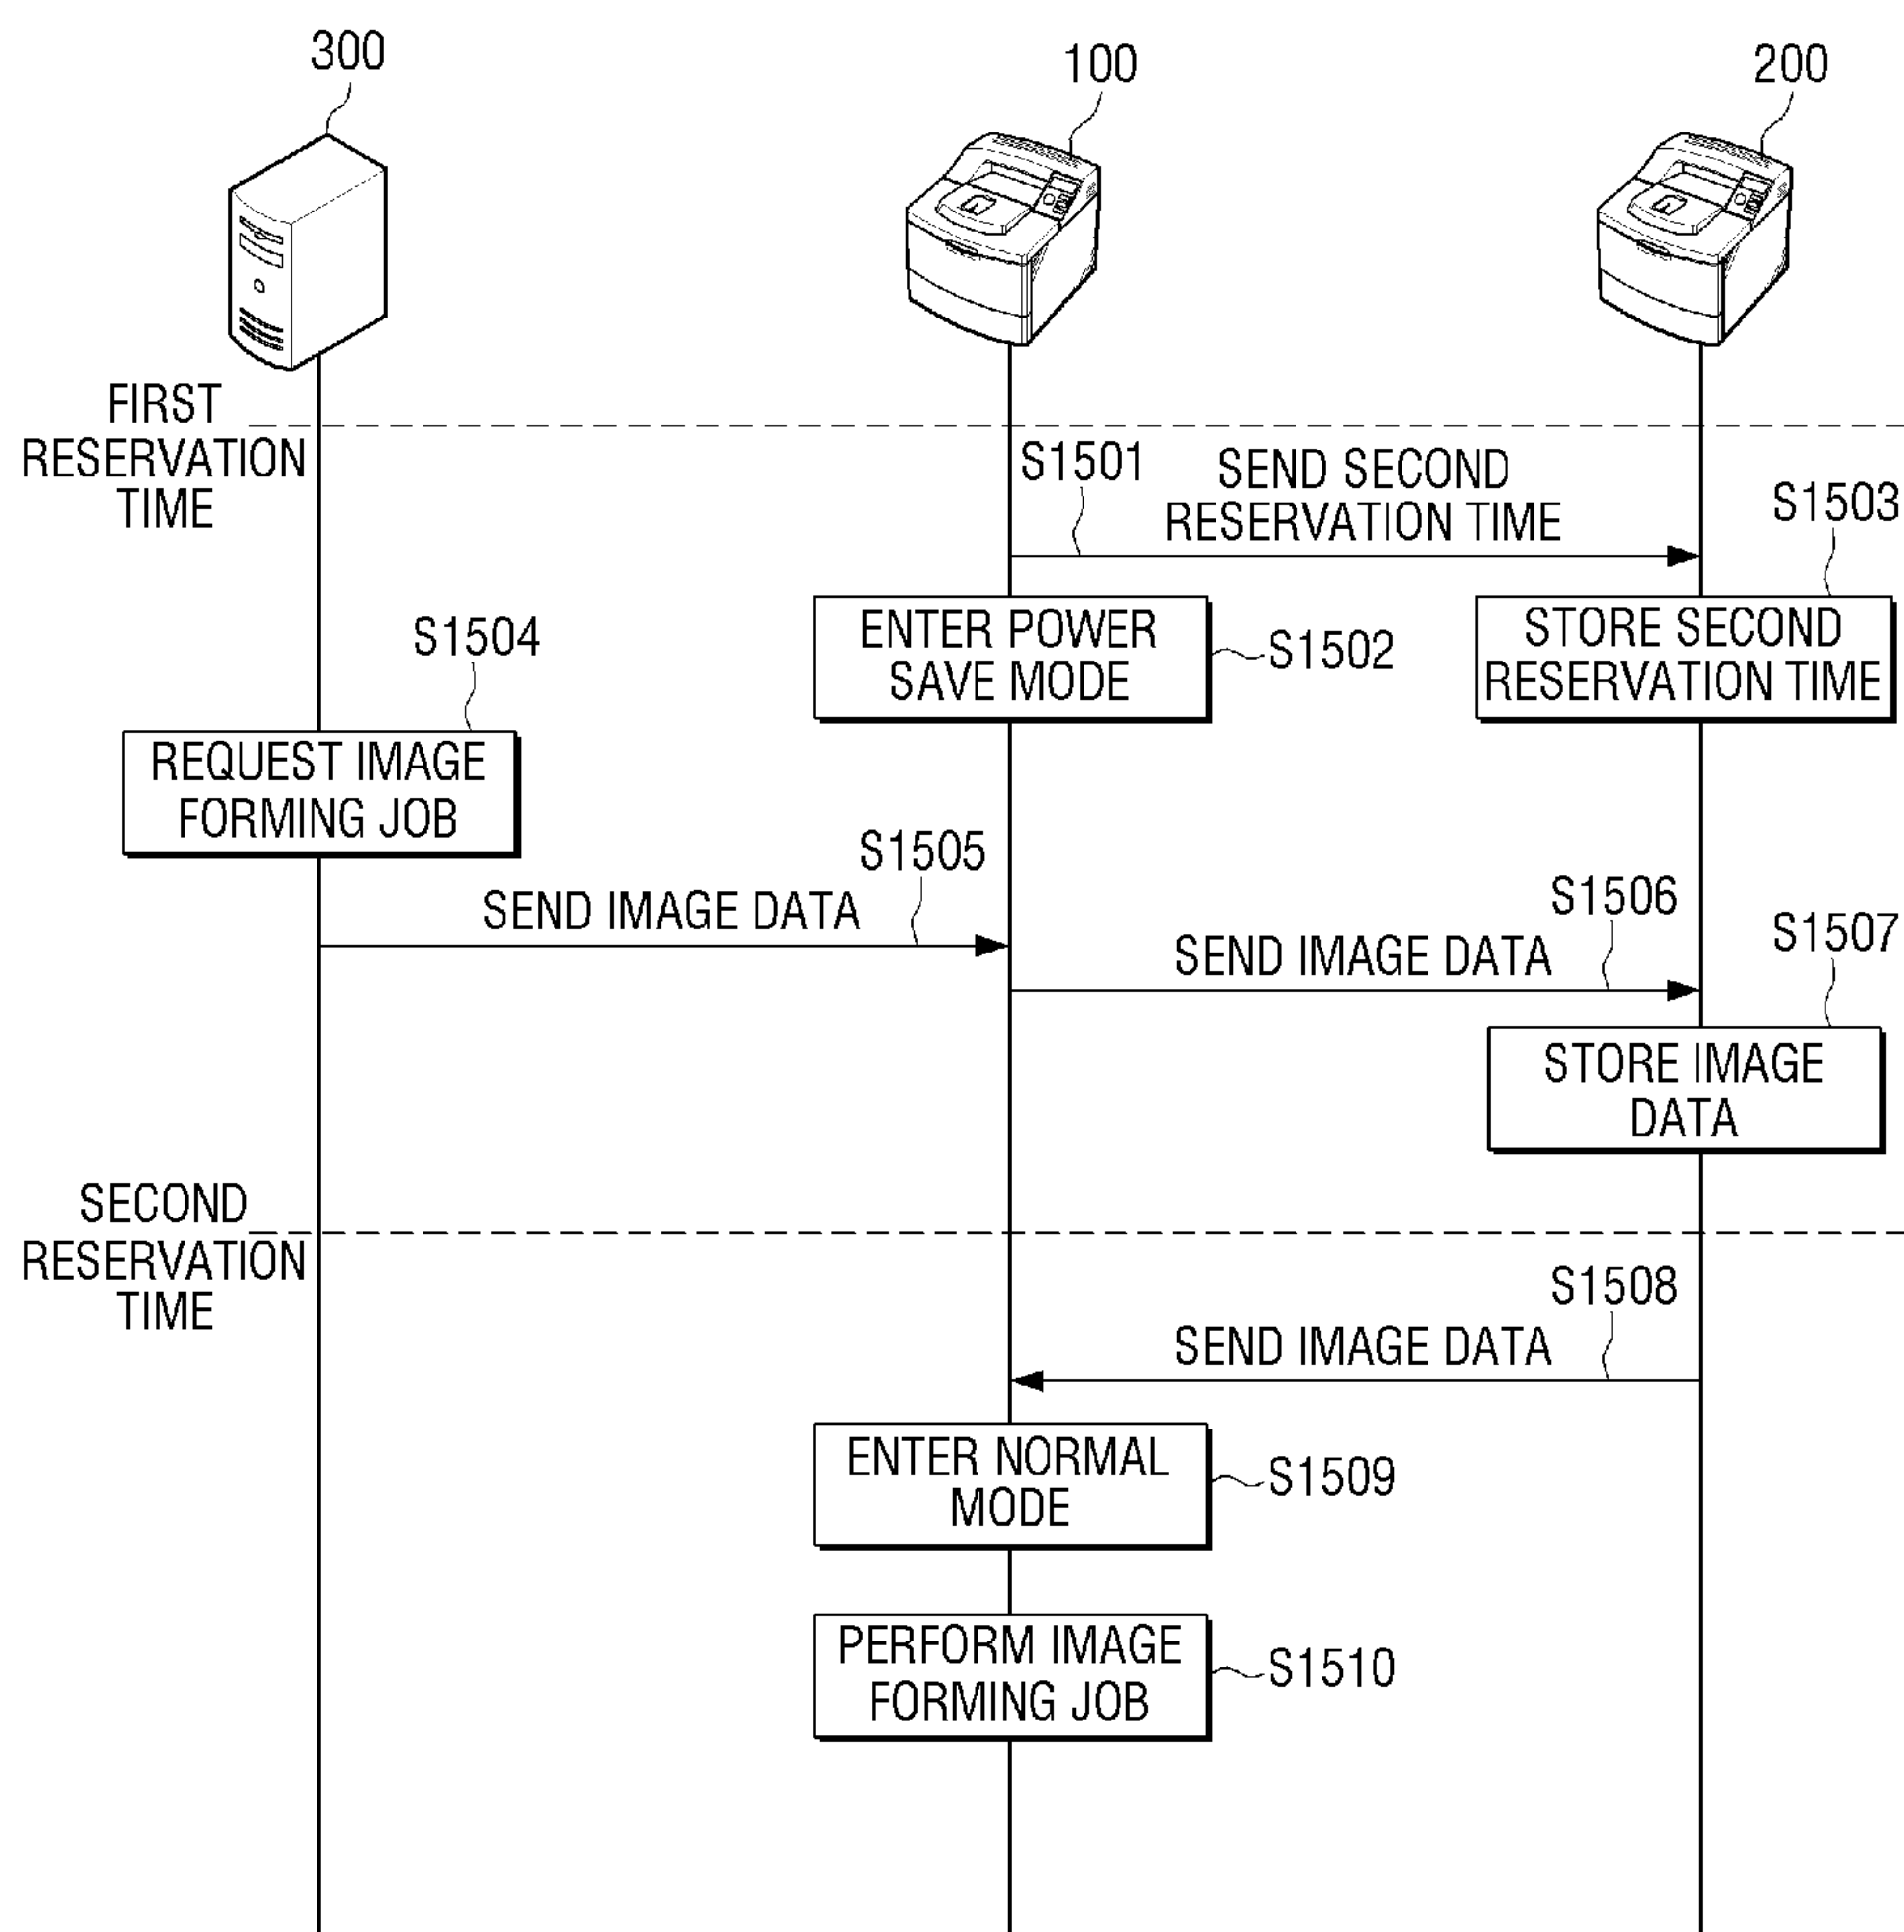 300
100
200
FIRST
RESERVATION
TIME
S1501
SEND SECOND
RESERVATION TIME
S1503
ENTER POWER
SAVE MODE
S1502
STORE SECOND
RESERVATION TIME
S1504
REQUEST IMAGE
FORMING JOB
S1505
SEND IMAGE DATA
S1506
SEND IMAGE DATA
S1507
STORE IMAGE
DATA
SECOND
RESERVATION
TIME
S1508
SEND IMAGE DATA
ENTER NORMAL
MODE
S1509
PERFORM IMAGE
FORMING JOB
S1510